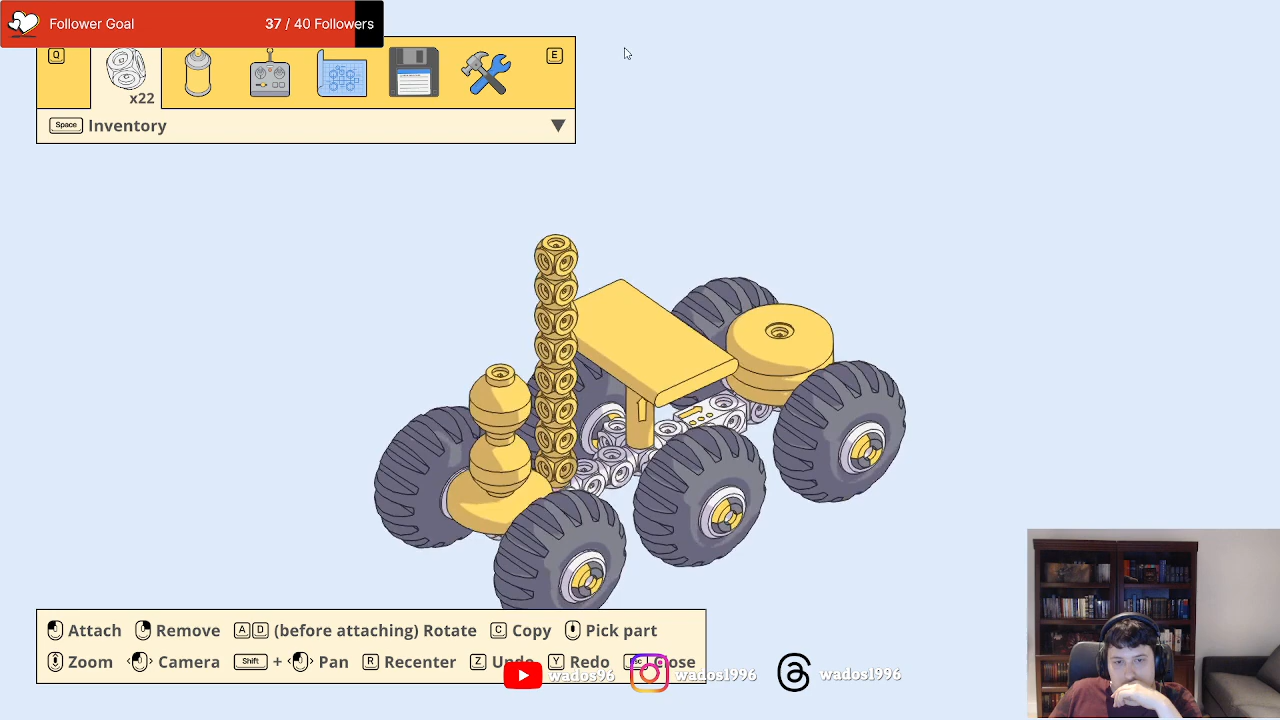 Follower Goal 37 / 40 Followers
Q E
x22
Space Inventory
Attach Remove A D (before attaching) Rotate C Copy Pick part
Zoom Camera Shift + Pan R Recenter Z Undo Y Redo Close
wados96 wados1996 wados1996